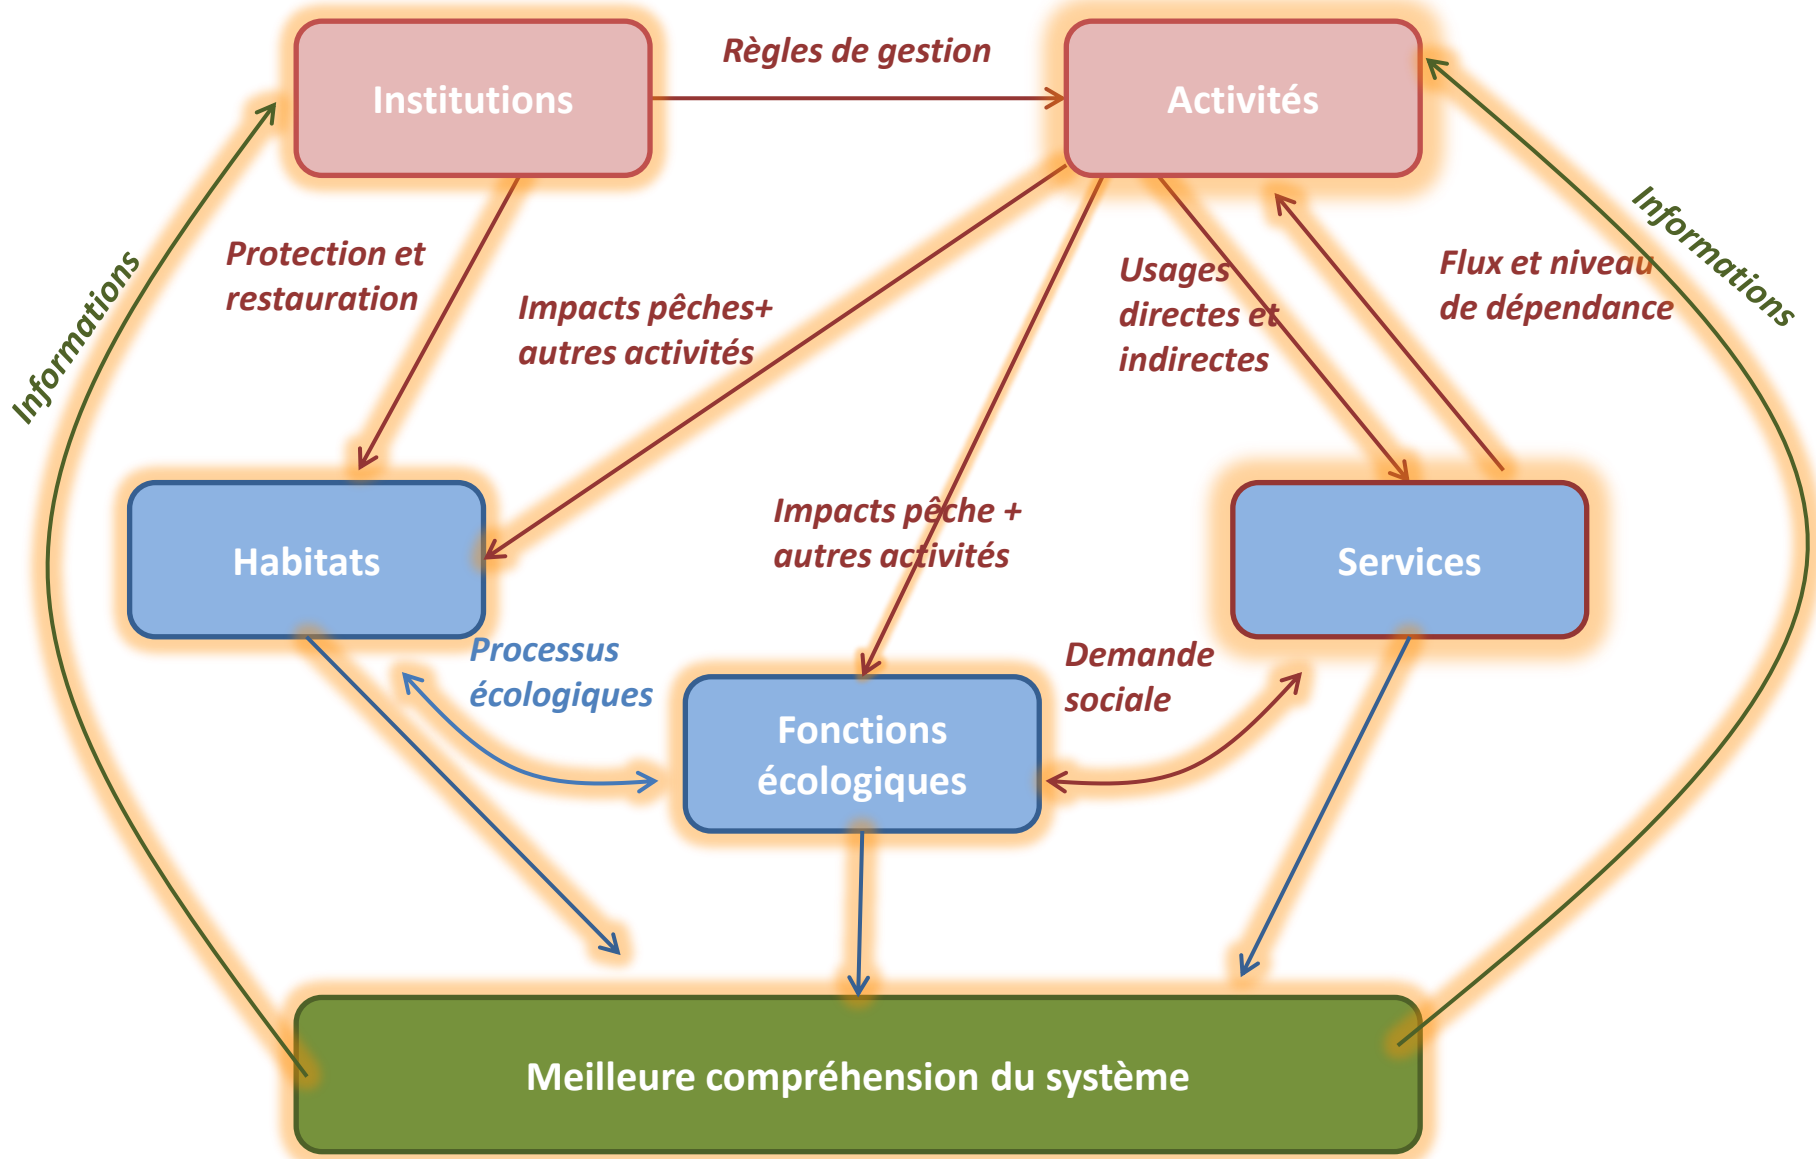 Règles de gestion
Institutions
Activités
Informations
Protection et
restauration
Impacts pêches+
autres activités
Usages
directes et
indirectes
Flux et niveau
de dépendance
Informations
Impacts pêche +
autres activités
Habitats
Services
Processus
écologiques
Demande
sociale
Fonctions
écologiques
Meilleure compréhension du système